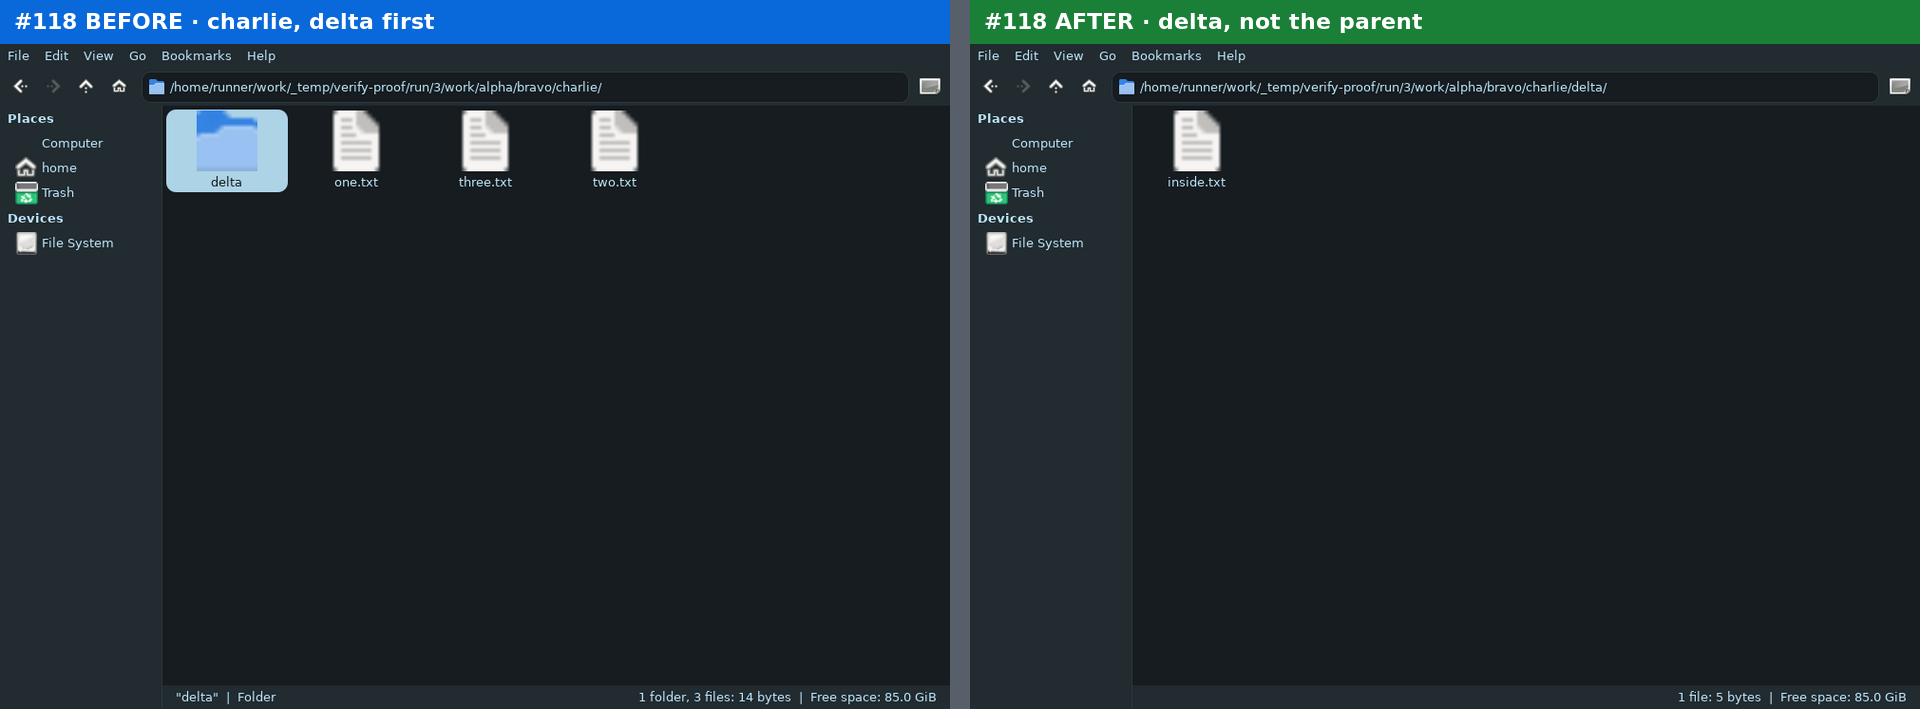 #118 BEFORE · charlie, delta first
File Edit View Go Bookmarks Help
/home/runner/work/_temp/verify-proof/run/3/work/alpha/bravo/charlie/
Places
Computer
home
Trash
Devices
File System
delta
one.txt
three.txt
two.txt
"delta" | Folder
1 folder, 3 files: 14 bytes | Free space: 85.0 GiB
#118 AFTER · delta, not the parent
File Edit View Go Bookmarks Help
/home/runner/work/_temp/verify-proof/run/3/work/alpha/bravo/charlie/delta/
Places
Computer
home
Trash
Devices
File System
inside.txt
1 file: 5 bytes | Free space: 85.0 GiB